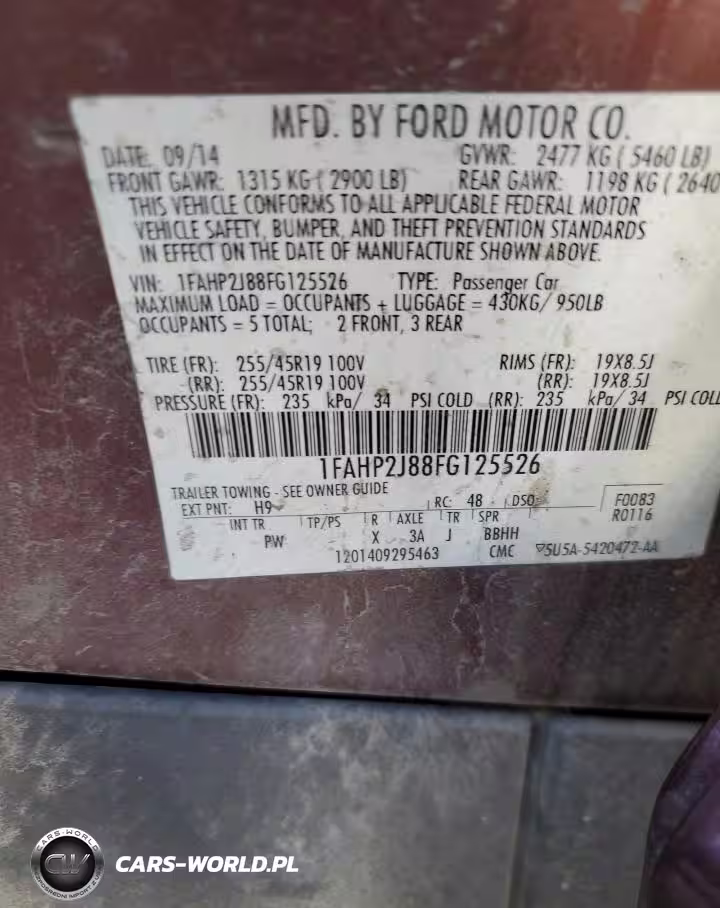 MFD. BY FORD MOTOR CO.
DATE: 09/14 GVWR: 2477 KG ( 5460 LB)
FRONT GAWR: 1315 KG ( 2900 LB) REAR GAWR: 1198 KG ( 2640
THIS VEHICLE CONFORMS TO ALL APPLICABLE FEDERAL MOTOR
VEHICLE SAFETY, BUMPER, AND THEFT PREVENTION STANDARDS
IN EFFECT ON THE DATE OF MANUFACTURE SHOWN ABOVE.
VIN: 1FAHP2J88FG125526 TYPE: Passenger Car
MAXIMUM LOAD = OCCUPANTS + LUGGAGE = 430KG/ 950LB
OCCUPANTS = 5 TOTAL; 2 FRONT, 3 REAR
TIRE (FR): 255/45R19 100V RIMS (FR): 19X8.5J
(RR): 255/45R19 100V (RR): 19X8.5J
PRESSURE (FR): 235 kPa/ 34 PSI COLD (RR): 235 kPa/ 34 PSI COLD
1FAHP2J88FG125526
TRAILER TOWING - SEE OWNER GUIDE
EXT PNT: H9 RC: 48 DSO: F0083
INT TR TP/PS R AXLE TR SPR R0116
PW X 3A J BBHH
1201409295463 CMC 5U5A-5420472-AA
CARS-WORLD
CW
CARS-WORLD.PL